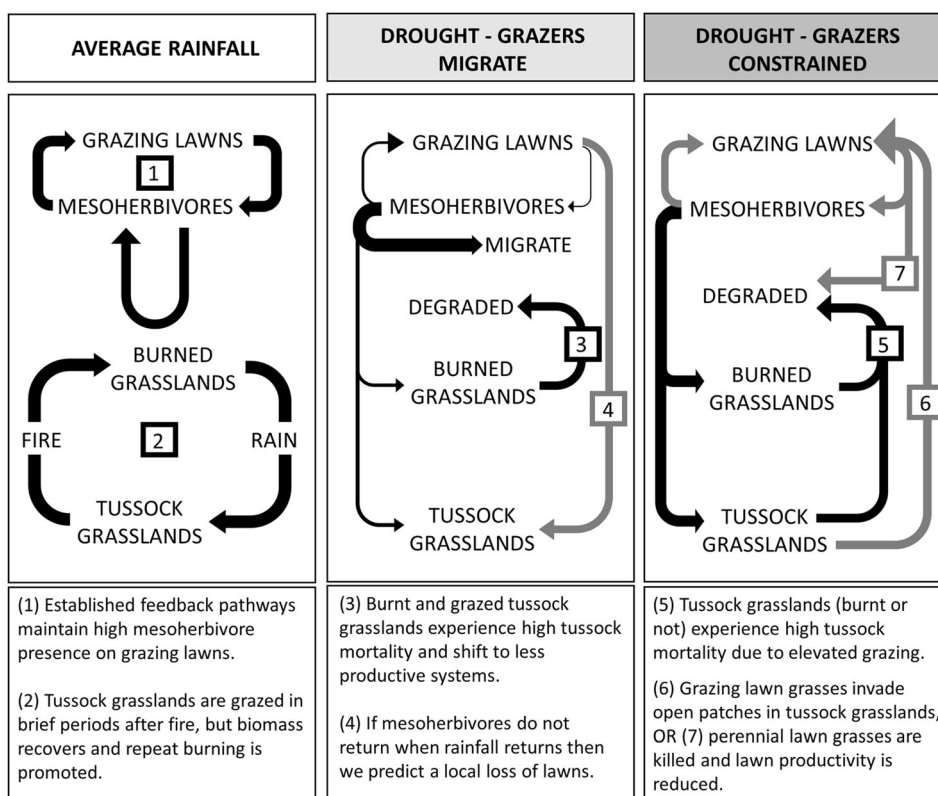 AVERAGE RAINFALL
DROUGHT - GRAZERS
MIGRATE
DROUGHT - GRAZERS
CONSTRAINED
GRAZING LAWNS
1
MESOHERBIVORES
BURNED
GRASSLANDS
FIRE
2
RAIN
TUSSOCK
GRASSLANDS
GRAZING LAWNS
MESOHERBIVORES
MIGRATE
DEGRADED
3
BURNED
GRASSLANDS
4
TUSSOCK
GRASSLANDS
GRAZING LAWNS
MESOHERBIVORES
7
DEGRADED
5
BURNED
GRASSLANDS
6
TUSSOCK
GRASSLANDS
(1) Established feedback pathways
maintain high mesoherbivore
presence on grazing lawns.
(2) Tussock grasslands are grazed in
brief periods after fire, but biomass
recovers and repeat burning is
promoted.
(3) Burnt and grazed tussock
grasslands experience high tussock
mortality and shift to less
productive systems.
(4) If mesoherbivores do not
return when rainfall returns then
we predict a local loss of lawns.
(5) Tussock grasslands (burnt or
not) experience high tussock
mortality due to elevated grazing.
(6) Grazing lawn grasses invade
open patches in tussock grasslands,
OR (7) perennial lawn grasses are
killed and lawn productivity is
reduced.